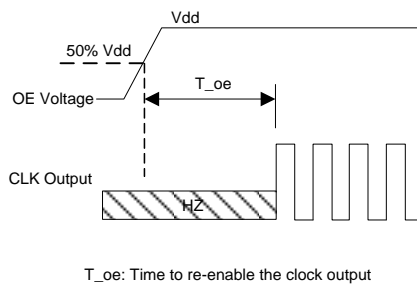 Vdd
50% Vdd
T_oe
OE Voltage
CLK Output
HZ
T_oe: Time to re-enable the clock output